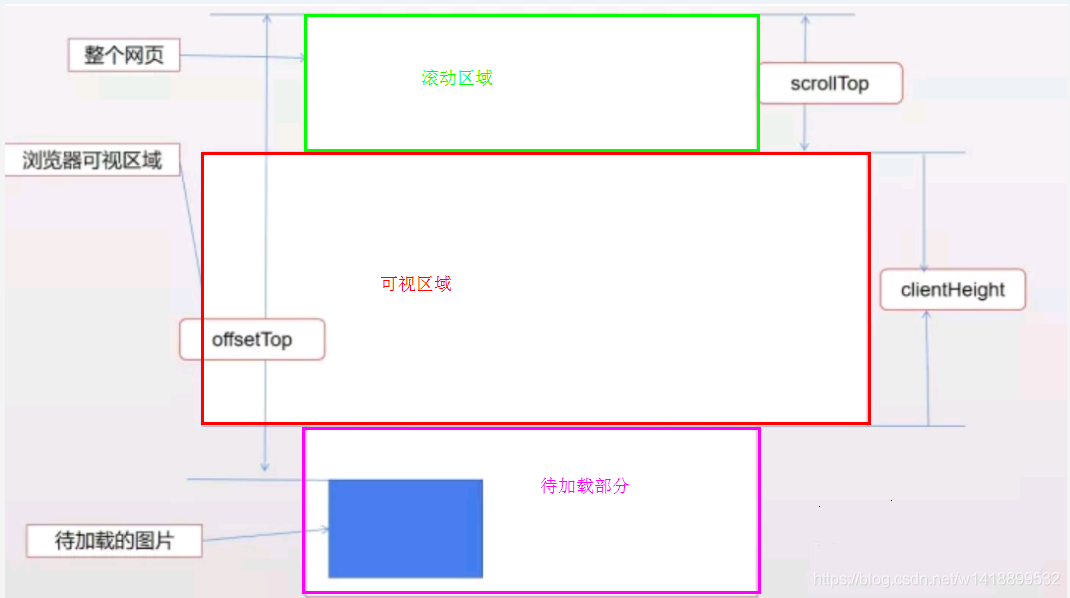 整个网页
滚动区域
scrollTop
浏览器可视区域
可视区域
clientHeight
offsetTop
待加载部分
待加载的图片
https://blog.csdn.net/w1418899532